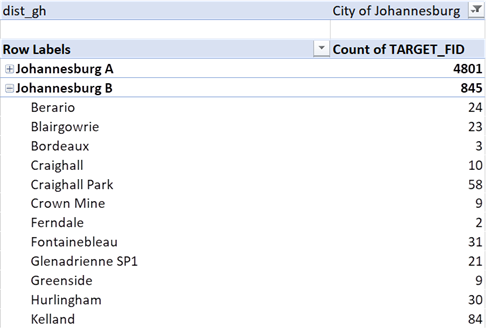 dist_gh City of Johannesburg
Row Labels Count of TARGET_FID
Johannesburg A 4801
Johannesburg B 845
Berario 24
Blairgowrie 23
Bordeaux 3
Craighall 10
Craighall Park 58
Crown Mine 9
Ferndale 2
Fontainebleau 31
Glenadrienne SP1 21
Greenside 9
Hurlingham 30
Kelland 84